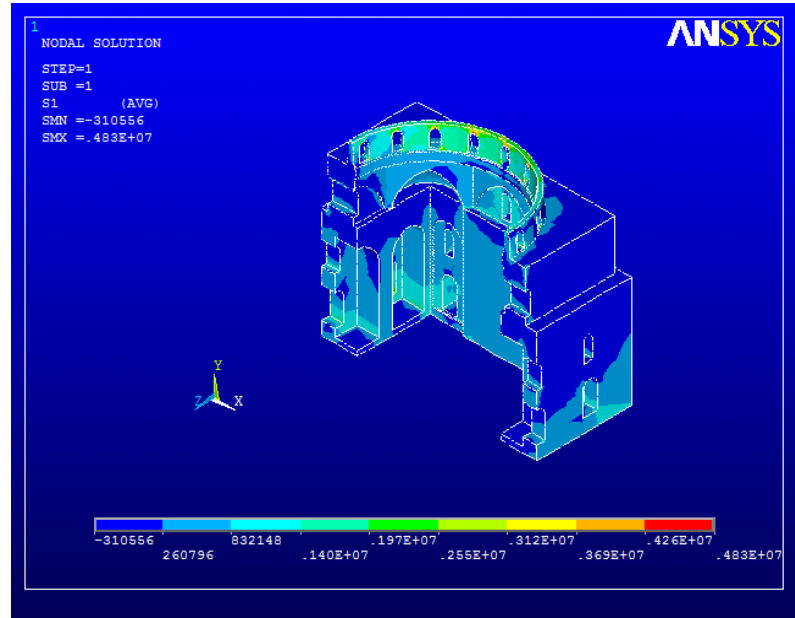 1
ANSYS
NODAL SOLUTION
STEP=1
SUB =1
S1 (AVG)
SMN =-310556
SMX =.483E+07
Y
Z X
-310556 832148 .197E+07 .312E+07 .426E+07
260796 .140E+07 .255E+07 .369E+07 .483E+07